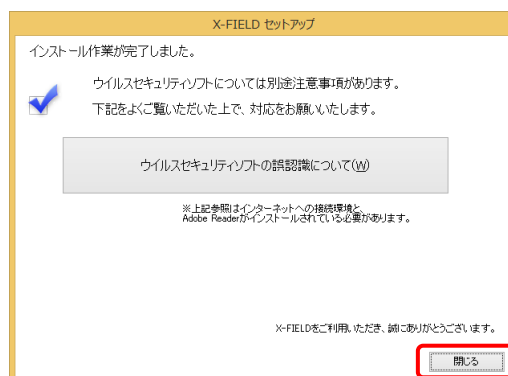 X-FIELD セットアップ
インストール作業が完了しました。
ウイルスセキュリティソフトについては別途注意事項があります。
下記をよくご覧いただいた上で、対応をお願いいたします。
ウイルスセキュリティソフトの誤認識について(W)
※上記参照はインターネットへの接続環境と、
Adobe Readerがインストールされている必要があります。
X-FIELDをご利用いただき、誠にありがとうございます。
閉じる